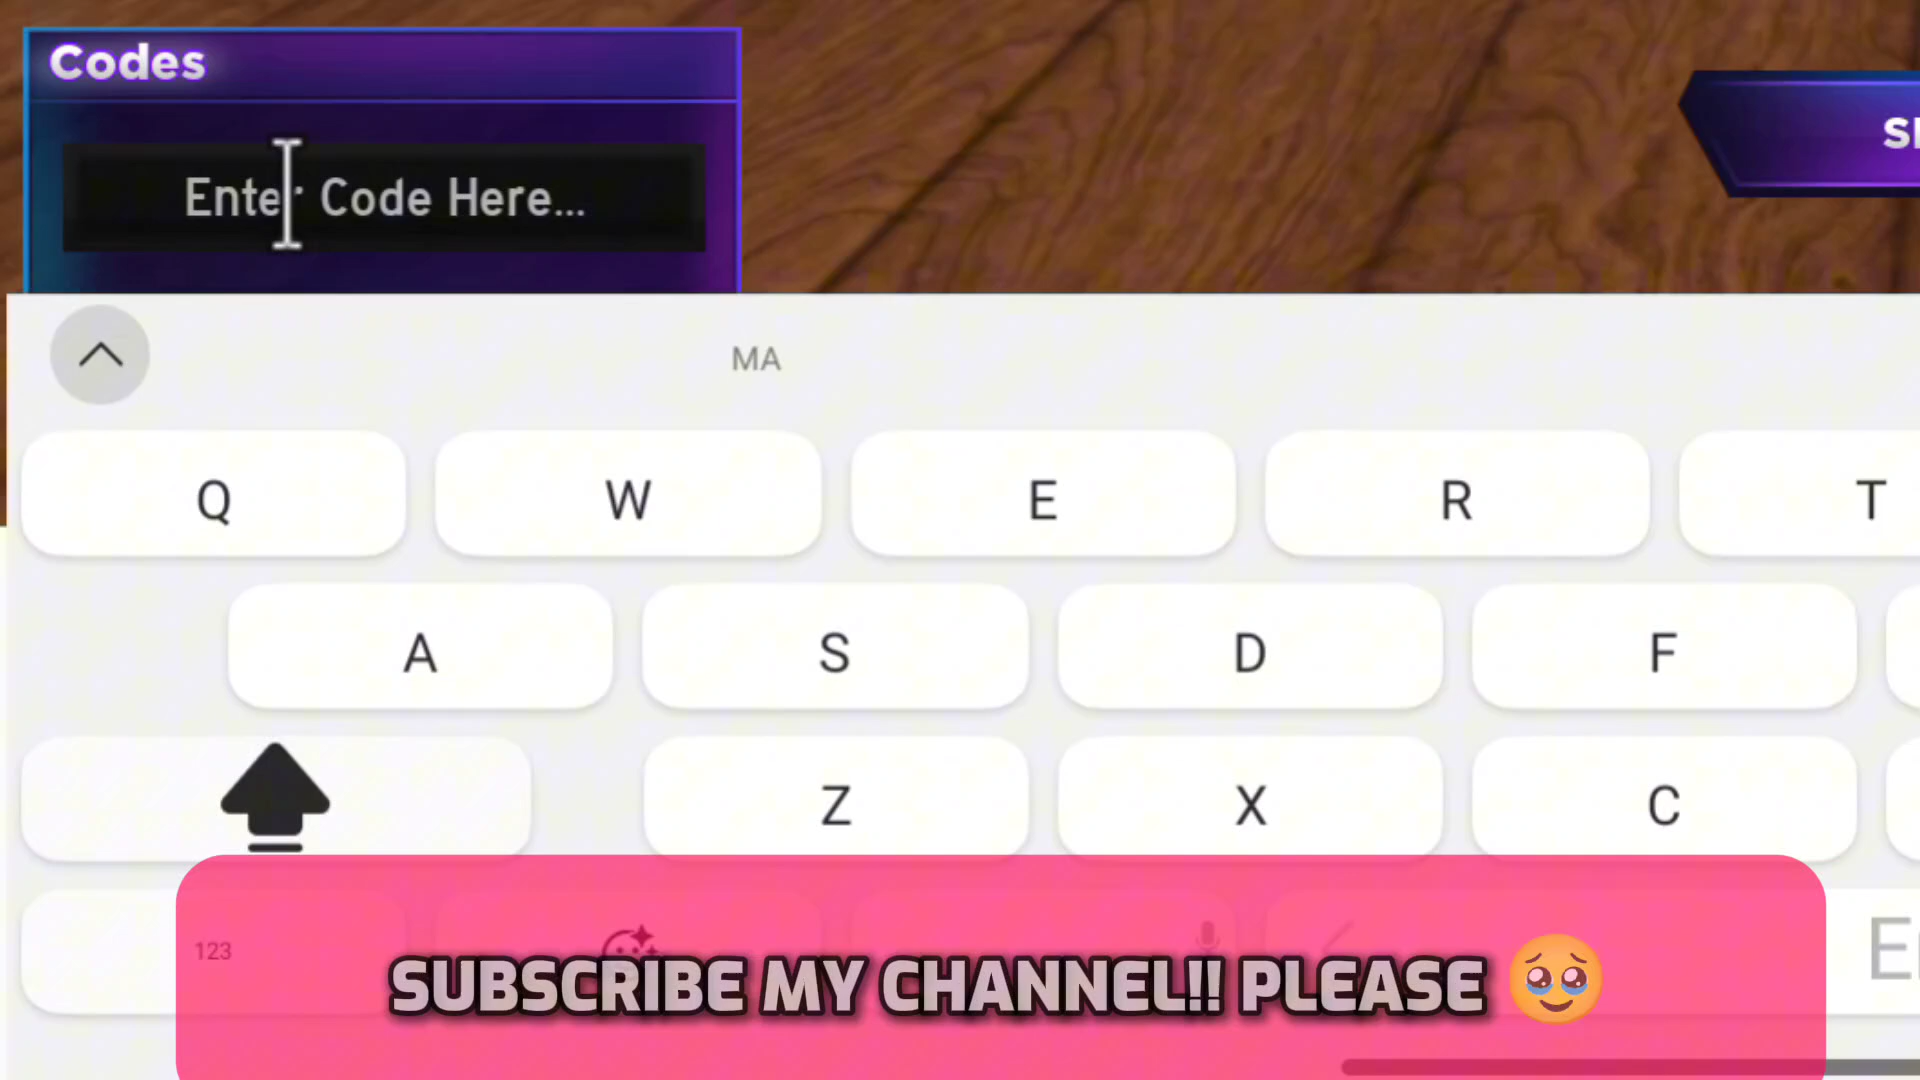 Codes
Enter Code Here...
MA
Q W E R T
A S D F
Z X C
123
SUBSCRIBE MY CHANNEL!! PLEASE 🥹